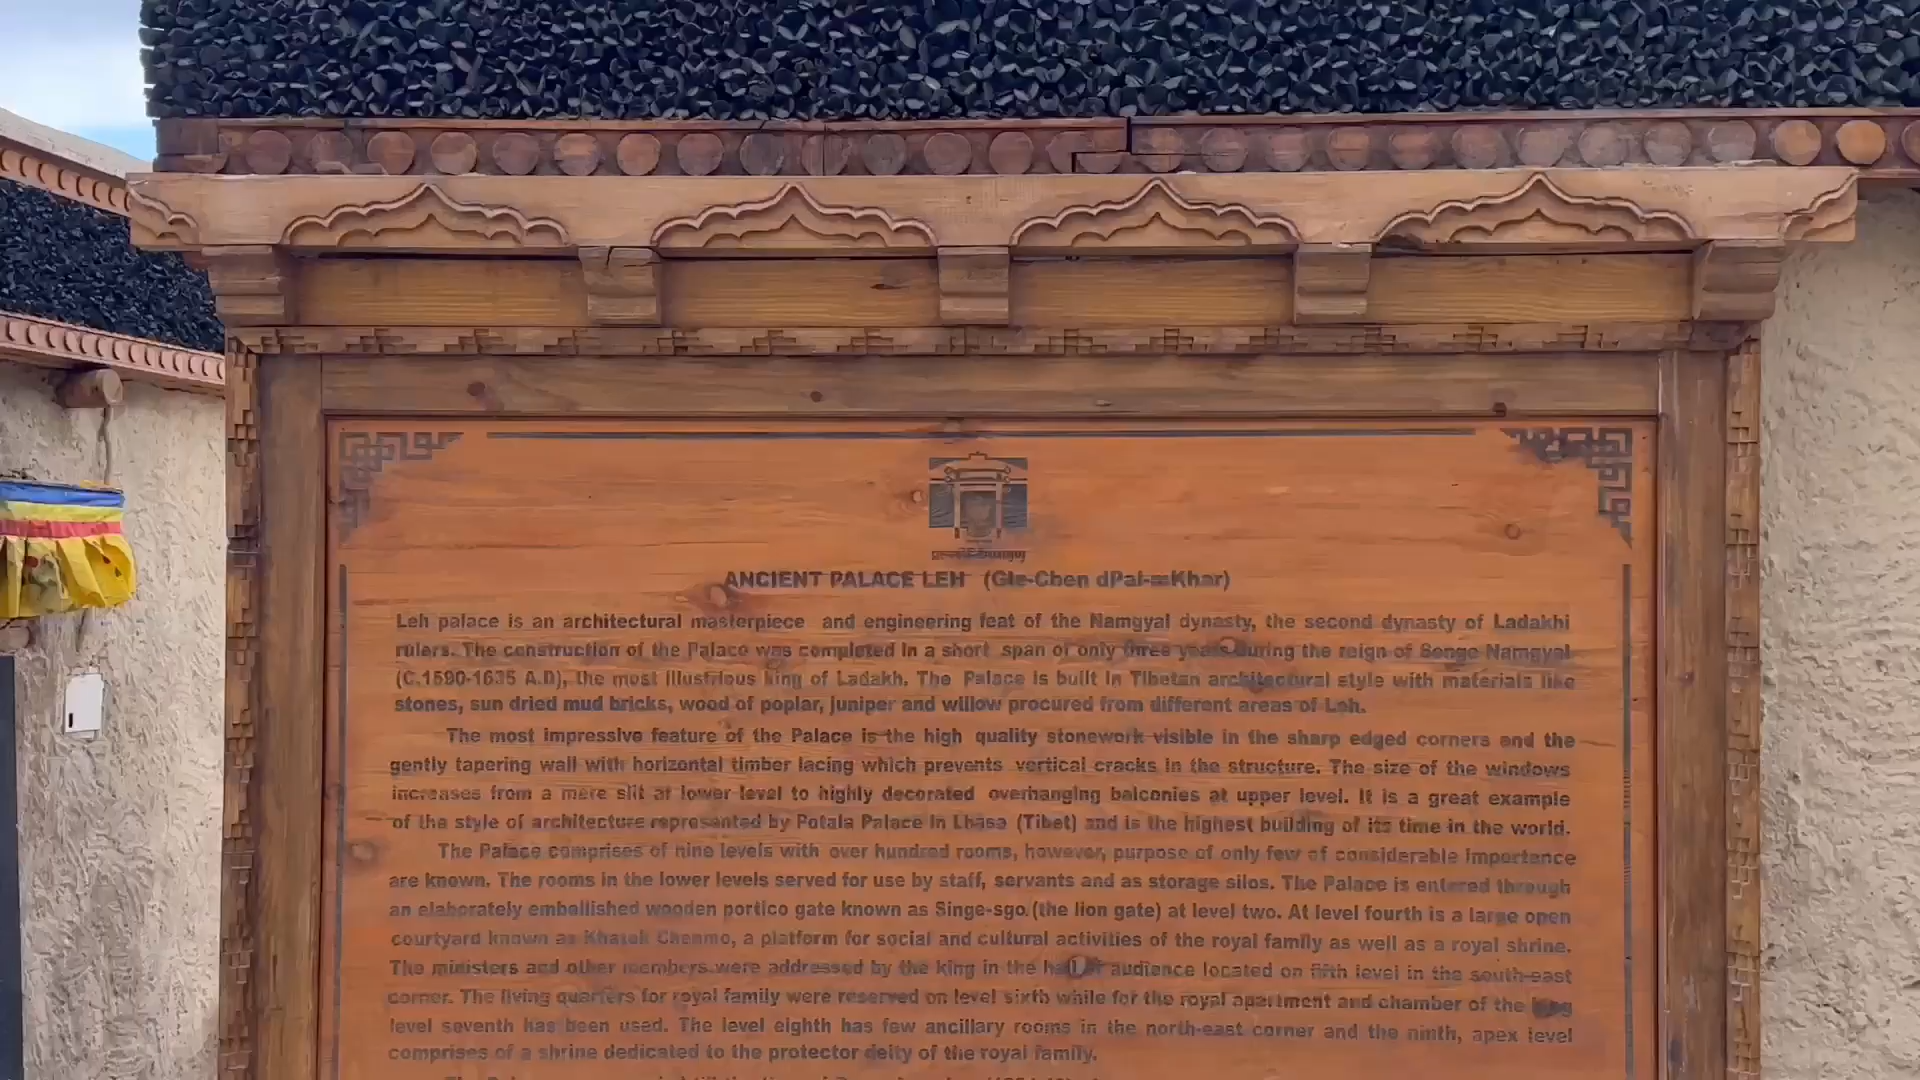 ANCIENT PALACE LEH (Gle-Chen dPal-mKhar)
Leh palace is an architectural masterpiece and engineering feat of the Namgyal dynasty, the second dynasty of Ladakhi
rulers. The construction of the Palace was completed in a short span of only three years during the reign of Senge Namgyal
(C.1590-1635 A.D), the most illustrious king of Ladakh. The Palace is built in Tibetan architectural style with materials like
stones, sun dried mud bricks, wood of poplar, juniper and willow procured from different areas of Leh.
The most impressive feature of the Palace is the high quality stonework visible in the sharp edged corners and the
gently tapering wall with horizontal timber lacing which prevents vertical cracks in the structure. The size of the windows
increases from a mere slit at lower level to highly decorated overhanging balconies at upper level. It is a great example
of the style of architecture represented by Potala Palace in Lhasa (Tibet) and is the highest building of its time in the world.
The Palace comprises of nine levels with over hundred rooms, however, purpose of only few of considerable importance
are known. The rooms in the lower levels served for use by staff, servants and as storage silos. The Palace is entered through
an elaborately embellished wooden portico gate known as Singe-sgo (the lion gate) at level two. At level fourth is a large open
courtyard known as Chenmo, a platform for social and cultural activities of the royal family as well as a royal shrine.
The ministers and other members were addressed by the king in the hall of audience located on fifth level in the south-east
corner. The living quarters for royal family were reserved on level sixth while for the royal apartment and chamber of the king
level seventh has been used. The level eighth has few ancillary rooms in the north-east corner and the ninth, apex level
comprises of a shrine dedicated to the protector deity of the royal family.